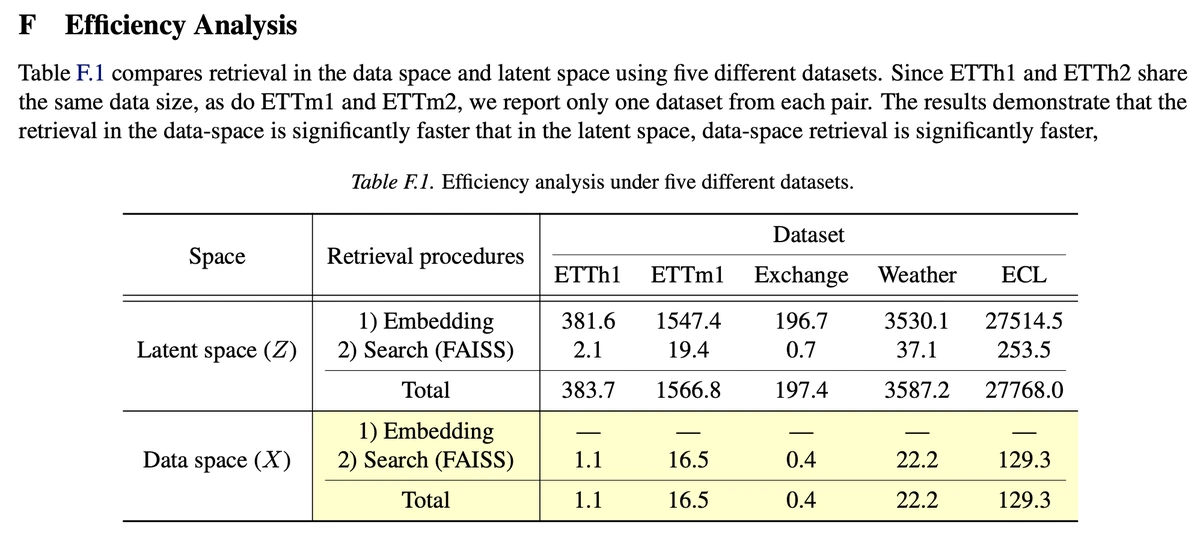 F Efficiency Analysis
Table F.1 compares retrieval in the data space and latent space using five different datasets. Since ETTh1 and ETTh2 share
the same data size, as do ETTm1 and ETTm2, we report only one dataset from each pair. The results demonstrate that the
retrieval in the data-space is significantly faster that in the latent space, data-space retrieval is significantly faster,
Table F.1. Efficiency analysis under five different datasets.
Space Retrieval procedures Dataset
ETTh1 ETTm1 Exchange Weather ECL
Latent space (Z)
1) Embedding 381.6 1547.4 196.7 3530.1 27514.5
2) Search (FAISS) 2.1 19.4 0.7 37.1 253.5
Total 383.7 1566.8 197.4 3587.2 27768.0
Data space (X)
1) Embedding — — — — —
2) Search (FAISS) 1.1 16.5 0.4 22.2 129.3
Total 1.1 16.5 0.4 22.2 129.3